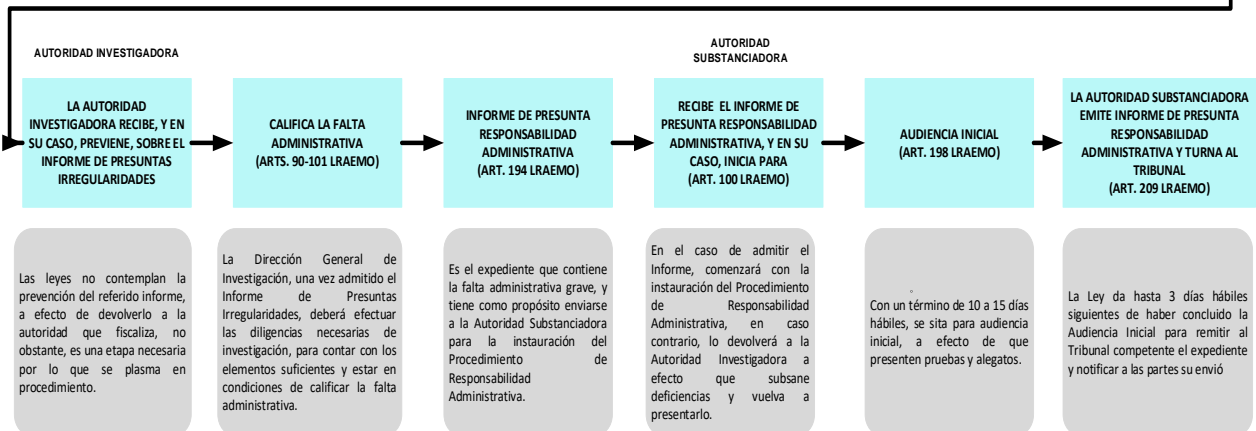 AUTORIDAD INVESTIGADORA
AUTORIDAD
SUBSTANCIADORA
LA AUTORIDAD
INVESTIGADORA RECIBE, Y EN
SU CASO, PREVIENE, SOBRE EL
INFORME DE PRESUNTAS
IRREGULARIDADES
CALIFICA LA FALTA
ADMINISTRATIVA
(ARTS. 90-101 LRAEMO)
INFORME DE PRESUNTA
RESPONSABILIDAD
ADMINISTRATIVA
(ART. 194 LRAEMO)
RECIBE EL INFORME DE
PRESUNTA RESPONSABILIDAD
ADMINISTRATIVA, Y EN SU
CASO, INICIA PARA
(ART. 100 LRAEMO)
AUDIENCIA INICIAL
(ART. 198 LRAEMO)
LA AUTORIDAD SUBSTANCIADORA
EMITE INFORME DE PRESUNTA
RESPONSABILIDAD
ADMINISTRATIVA Y TURNA AL
TRIBUNAL
(ART. 209 LRAEMO)
Las leyes no contemplan la
prevención del referido informe,
a efecto de devolverlo a la
autoridad que fiscaliza, no
obstante, es una etapa necesaria
por lo que se plasma en
procedimiento.
La Dirección General de
Investigación, una vez admitido el
Informe de Presuntas
Irregularidades, deberá efectuar
las diligencias necesarias de
investigación, para contar con los
elementos suficientes y estar en
condiciones de calificar la falta
administrativa.
Es el expediente que contiene
la falta administrativa grave, y
tiene como propósito enviarse
a la Autoridad Substanciadora
para la instauración del
Procedimiento de
Responsabilidad
Administrativa.
En el caso de admitir el
Informe, comenzará con la
instauración del Procedimiento
de Responsabilidad
Administrativa, en caso
contrario, lo devolverá a la
Autoridad Investigadora a
efecto que subsane
deficiencias y vuelva a
presentarlo.
Con un término de 10 a 15 días
hábiles, se sita para audiencia
inicial, a efecto de que
presenten pruebas y alegatos.
La Ley da hasta 3 días hábiles
siguientes de haber concluido la
Audiencia Inicial para remitir al
Tribunal competente el expediente
y notificar a las partes su envió